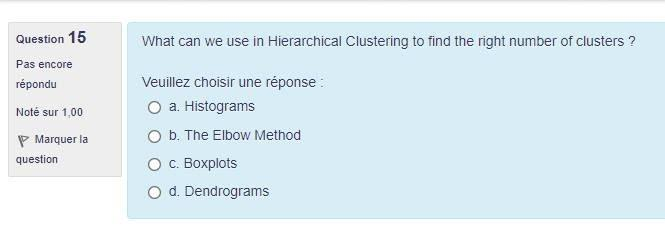 Question 15
Pas encore
répondu
Noté sur 1,00
Marquer la
question
What can we use in Hierarchical Clustering to find the right number of clusters ?
Veuillez choisir une réponse :
a. Histograms
b. The Elbow Method
c. Boxplots
d. Dendrograms